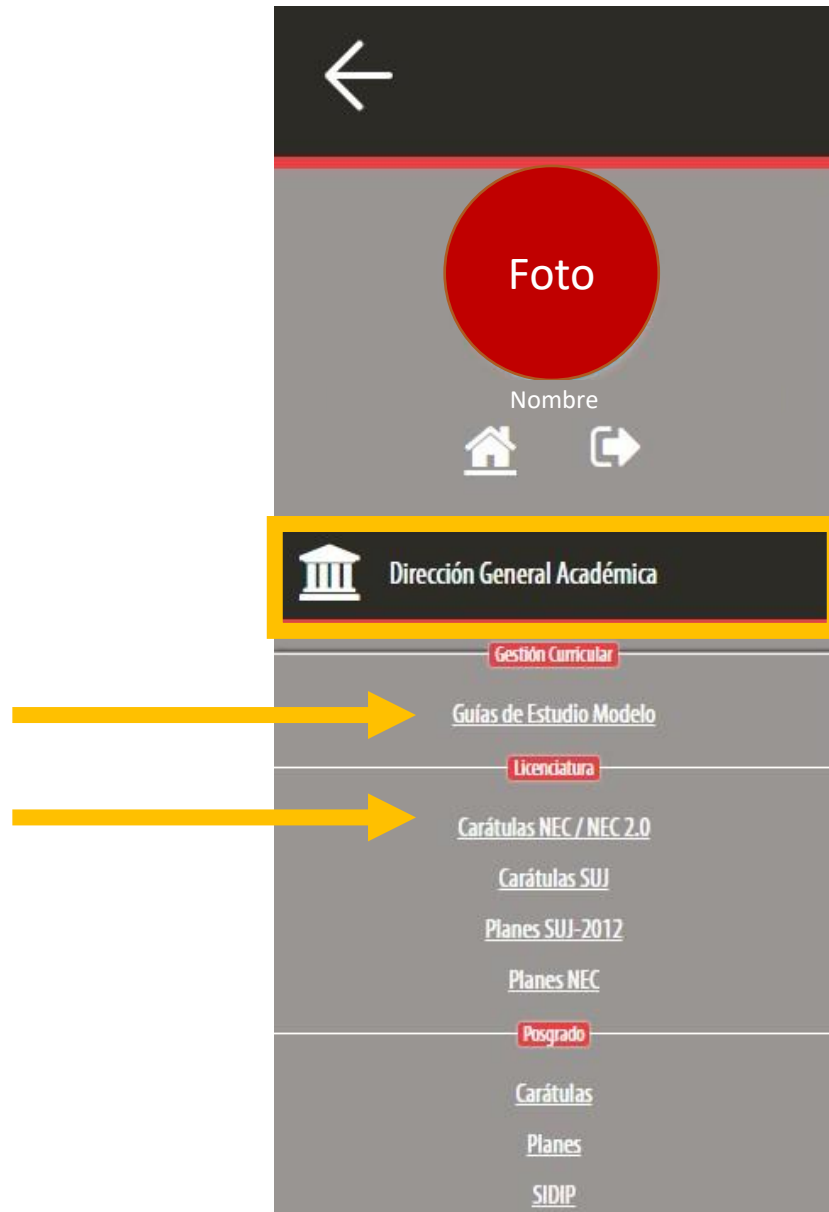 Foto
Nombre
Dirección General Académica
Gestión Curricular
Guías de Estudio Modelo
Licenciatura
Carátulas NEC / NEC 2.0
Carátulas SUJ
Planes SUJ-2012
Planes NEC
Posgrado
Carátulas
Planes
SIDIP